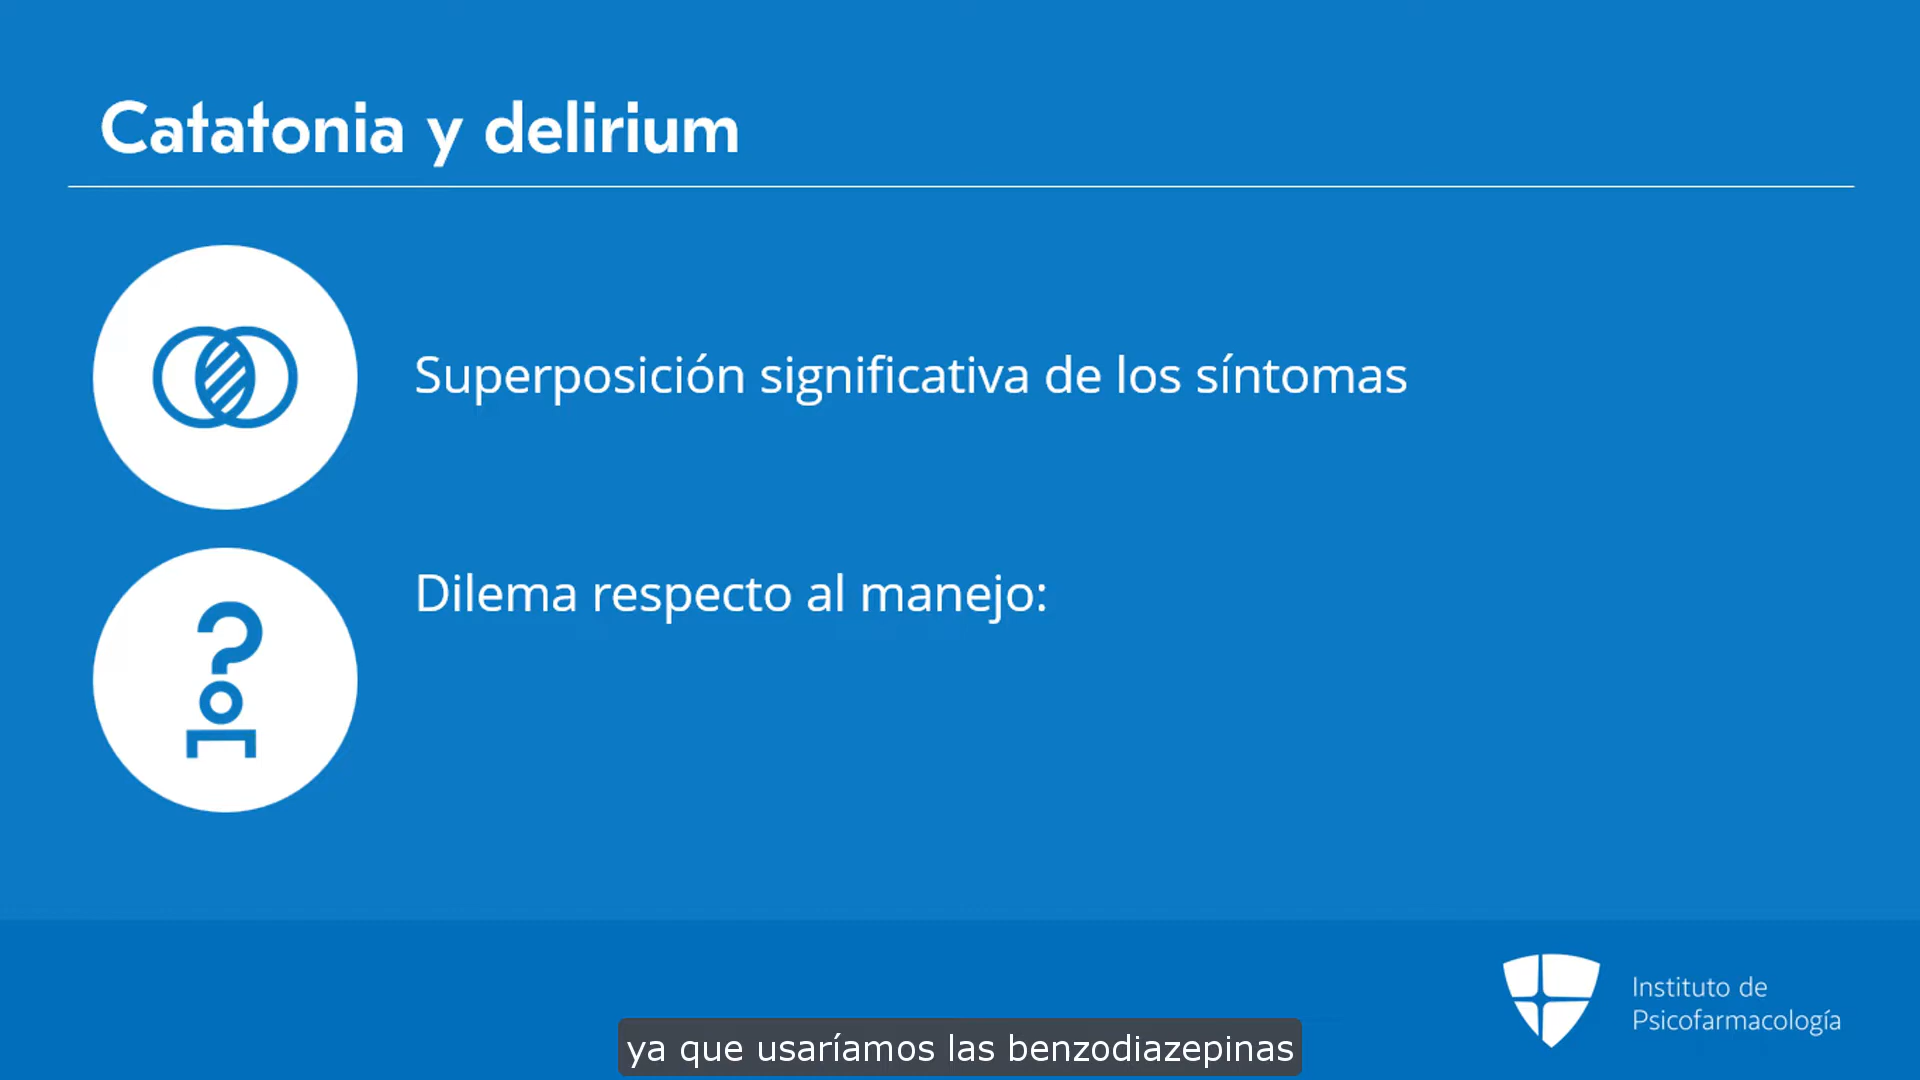 Catatonia y delirium
Superposición significativa de los síntomas
Dilema respecto al manejo:
Instituto de
Psicofarmacología
ya que usaríamos las benzodiazepinas